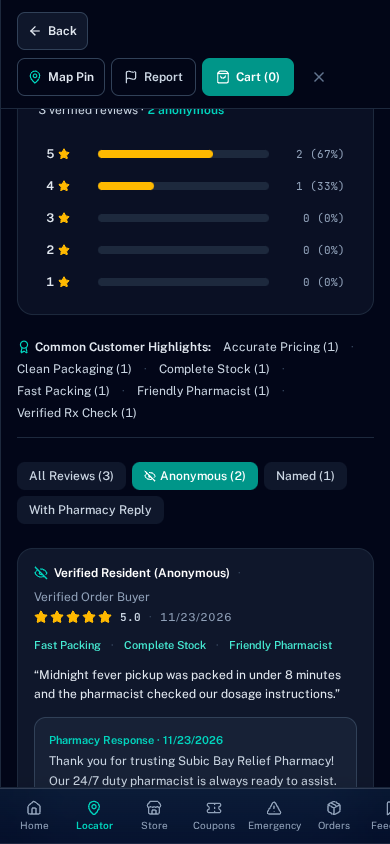 Back
Map Pin
Report
Cart (0)
3 verified reviews · 2 anonymous
5 2 (67%)
4 1 (33%)
3 0 (0%)
2 0 (0%)
1 0 (0%)
Common Customer Highlights: Accurate Pricing (1) ·
Clean Packaging (1) · Complete Stock (1) ·
Fast Packing (1) · Friendly Pharmacist (1) ·
Verified Rx Check (1)
All Reviews (3) Anonymous (2) Named (1)
With Pharmacy Reply
Verified Resident (Anonymous) ·
Verified Order Buyer
5.0 · 11/23/2026
Fast Packing · Complete Stock · Friendly Pharmacist
“Midnight fever pickup was packed in under 8 minutes
and the pharmacist checked our dosage instructions.”
Pharmacy Response · 11/23/2026
Thank you for trusting Subic Bay Relief Pharmacy!
Our 24/7 duty pharmacist is always ready to assist.
Home Locator Store Coupons Emergency Orders